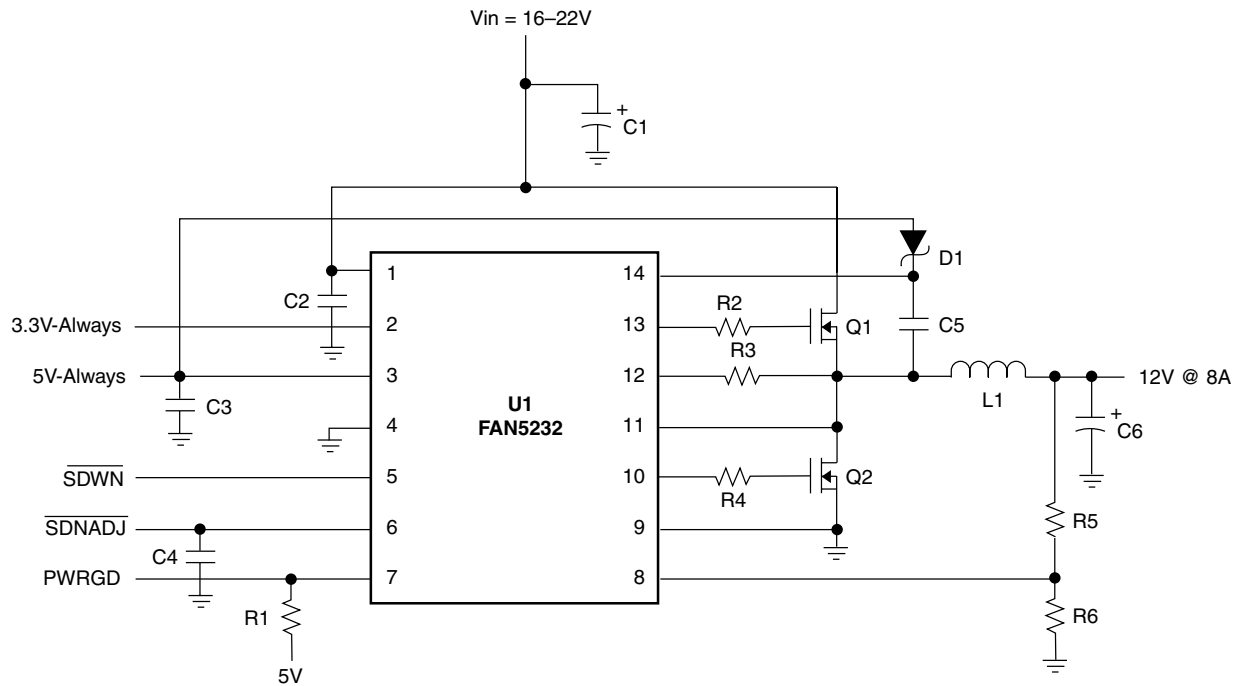 Vin = 16–22V
+
C1
D1
1
14
C2
R2
C5
3.3V-Always
2
13
Q1
R3
5V-Always
3
12
L1
12V @ 8A
C3
U1
FAN5232
+
C6
4
11
SDWN
5
10
Q2
R4
SDNADJ
6
9
R5
C4
PWRGD
7
8
R1
R6
5V